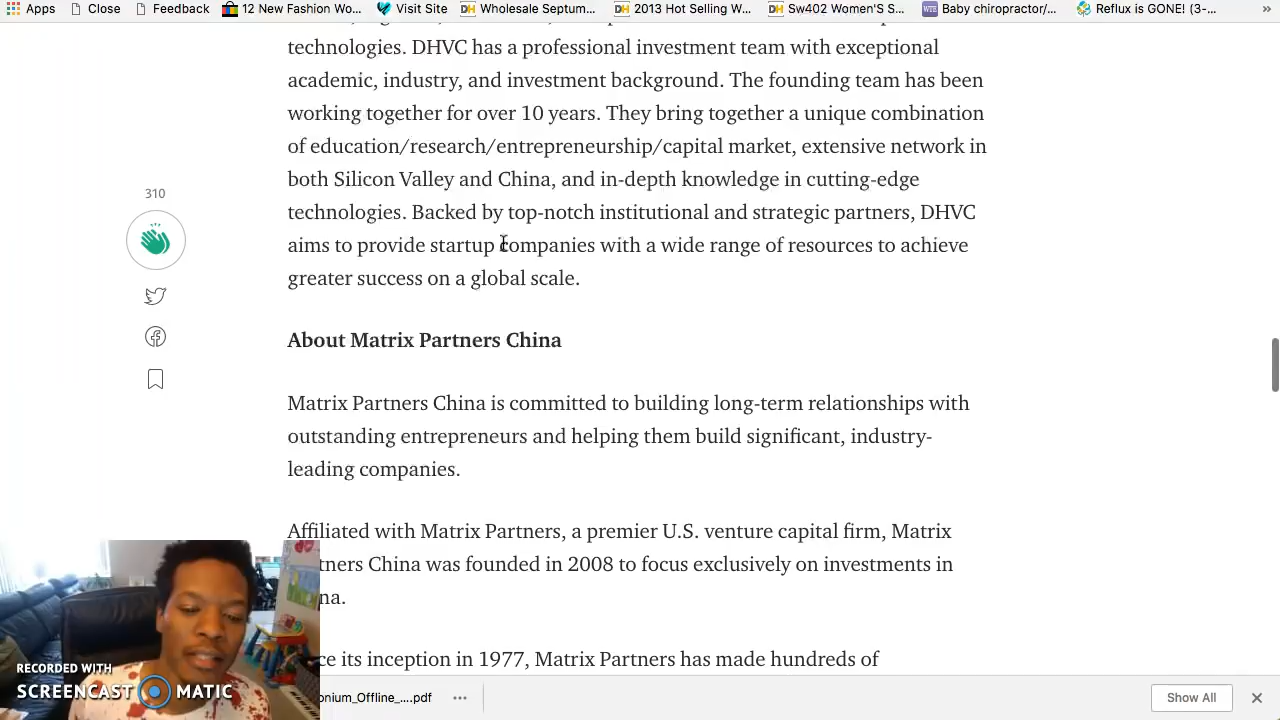 Apps Close Feedback 12 New Fashion Wo... Visit Site Wholesale Septum... 2013 Hot Selling W... Sw402 Women'S S... Baby chiropractor/... Reflux is GONE! (3-... »
technologies. DHVC has a professional investment team with exceptional
academic, industry, and investment background. The founding team has been
working together for over 10 years. They bring together a unique combination
of education/research/entrepreneurship/capital market, extensive network in
both Silicon Valley and China, and in-depth knowledge in cutting-edge
technologies. Backed by top-notch institutional and strategic partners, DHVC
aims to provide startup companies with a wide range of resources to achieve
greater success on a global scale.
310
About Matrix Partners China
Matrix Partners China is committed to building long-term relationships with
outstanding entrepreneurs and helping them build significant, industry-
leading companies.
Affiliated with Matrix Partners, a premier U.S. venture capital firm, Matrix
tners China was founded in 2008 to focus exclusively on investments in
na.
ce its inception in 1977, Matrix Partners has made hundreds of
RECORDED WITH
SCREENCAST MATIC
onium_Offline_....pdf
Show All